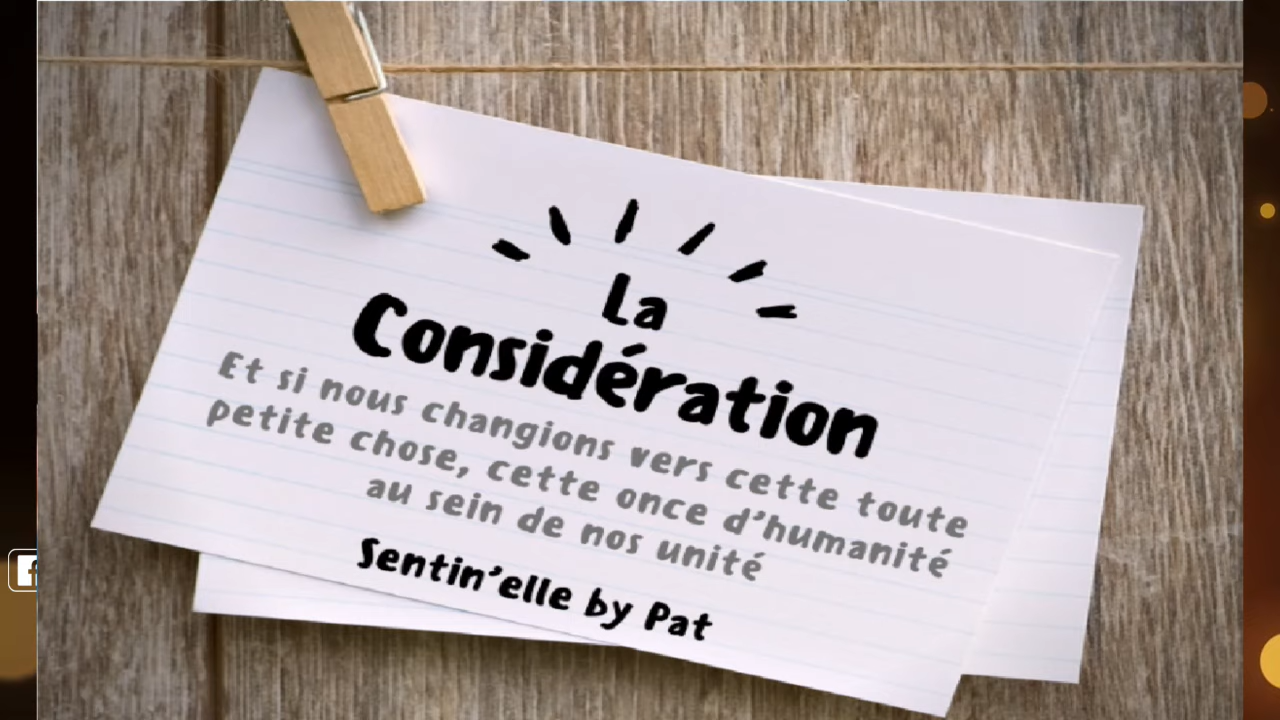 La
Considération
Et si nous changions vers cette toute
petite chose, cette once d'humanité
au sein de nos unité
Sentin'elle by Pat